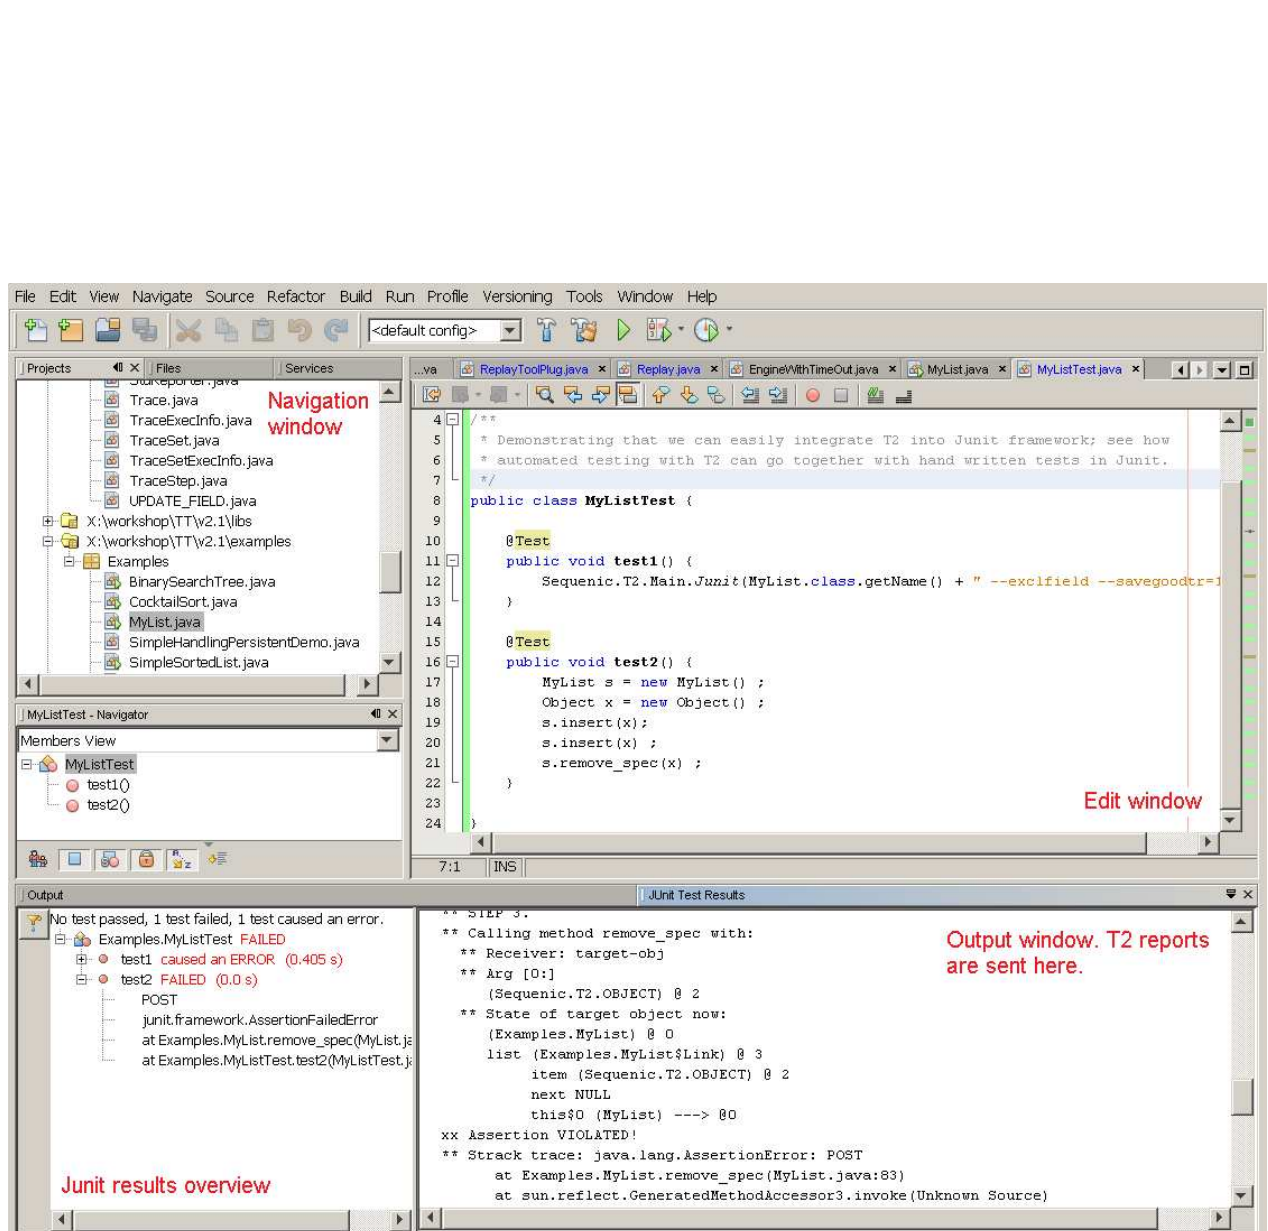 File Edit View Navigate Source Refactor Build Run Profile Versioning Tools Window Help
<default config>
Projects Files Services
StdReporter.java
Trace.java
TraceExecInfo.java
TraceSet.java
TraceSetExecInfo.java
TraceStep.java
UPDATE_FIELD.java
X:\workshop\TT\v2.1\libs
X:\workshop\TT\v2.1\examples
Examples
BinarySearchTree.java
CocktailSort.java
MyList.java
SimpleHandlingPersistentDemo.java
SimpleSortedList.java
Navigation
window
MyListTest - Navigator
Members View
MyListTest
test1()
test2()
...va ReplayToolPlug.java Replay.java EngineWithTimeOut.java MyList.java MyListTest.java
4 /**
5 * Demonstrating that we can easily integrate T2 into Junit framework; see how
6 * automated testing with T2 can go together with hand written tests in Junit.
7 */
8 public class MyListTest {
9
10 @Test
11 public void test1() {
12 Sequenic.T2.Main.Junit(MyList.class.getName() + " --exclfield --savegoodtr=1
13 }
14
15 @Test
16 public void test2() {
17 MyList s = new MyList() ;
18 Object x = new Object() ;
19 s.insert(x);
20 s.insert(x) ;
21 s.remove_spec(x) ;
22 }
23
24 }
Edit window
7:1 INS
Output JUnit Test Results
No test passed, 1 test failed, 1 test caused an error.
Examples.MyListTest FAILED
test1 caused an ERROR (0.405 s)
test2 FAILED (0.0 s)
POST
junit.framework.AssertionFailedError
at Examples.MyList.remove_spec(MyList.ja
at Examples.MyListTest.test2(MyListTest.ja
Junit results overview
** STEP 3.
** Calling method remove_spec with:
** Receiver: target-obj
** Arg [0:]
(Sequenic.T2.OBJECT) @ 2
** State of target object now:
(Examples.MyList) @ 0
list (Examples.MyList$Link) @ 3
item (Sequenic.T2.OBJECT) @ 2
next NULL
this$0 (MyList) ---> @0
xx Assertion VIOLATED!
** Strack trace: java.lang.AssertionError: POST
at Examples.MyList.remove_spec(MyList.java:83)
at sun.reflect.GeneratedMethodAccessor3.invoke(Unknown Source)
Output window. T2 reports
are sent here.